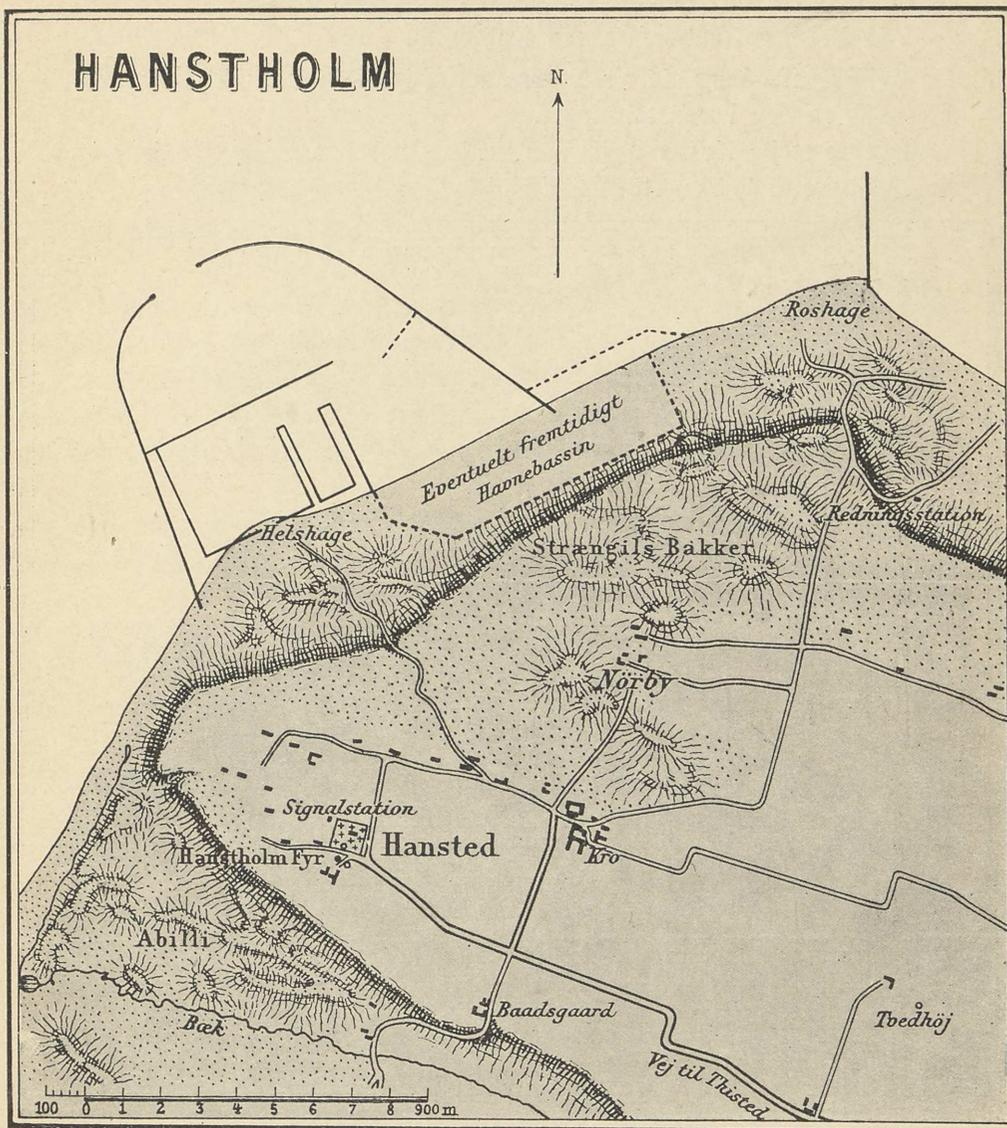 HANSTHOLM
N.
Roshage
Eventuelt fremtidigt
Havnebassin
Redningsstation
Helshage
Strængils Bakker
Nörby
Signalstation
Hansted
Hanstholm Fyr
Kro
Abilli
Baadsgaard
Tvedhöj
Bæk
Vej til Thisted
100 0 1 2 3 4 5 6 7 8 900 m